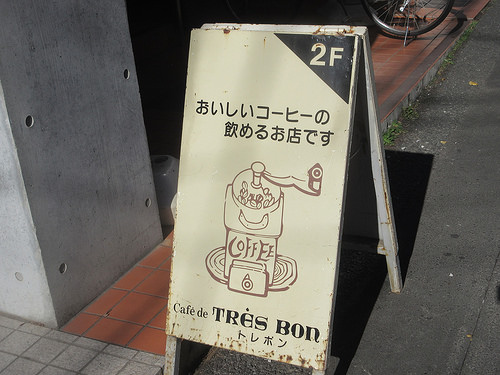 2F
おいしいコーヒーの
飲めるお店です
COFFEE
Café de TRÈS BON
トレボン